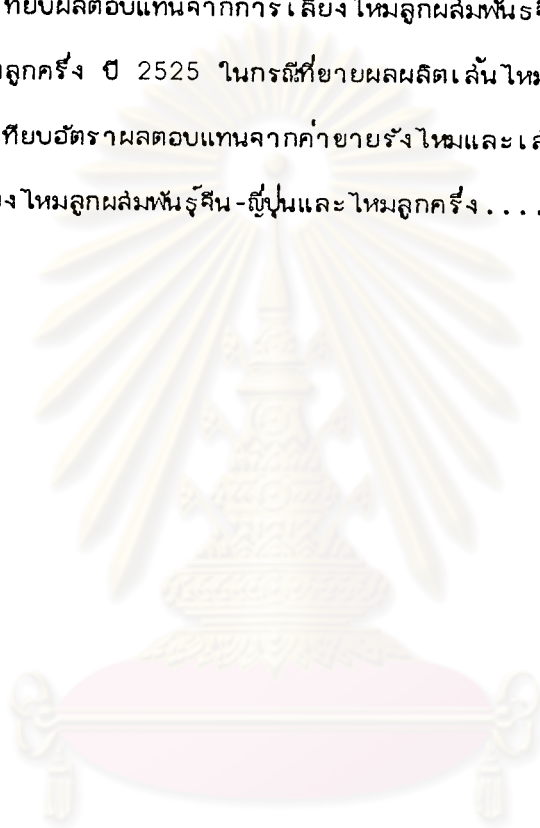 ทียบผลตอบแทนจากการเลี้ยงไหมลูกผสมพันธุ์จี
ลูกครึ่ง ปี 2525 ในกรณีที่ขายผลผลิตเส้นไหม
ทียบอัตราผลตอบแทนจากค่าขายรังไหมและเส้
ง ไหมลูกผสมพันธุ์จีน-ญี่ปุ่นและไหมลูกครึ่ง.....